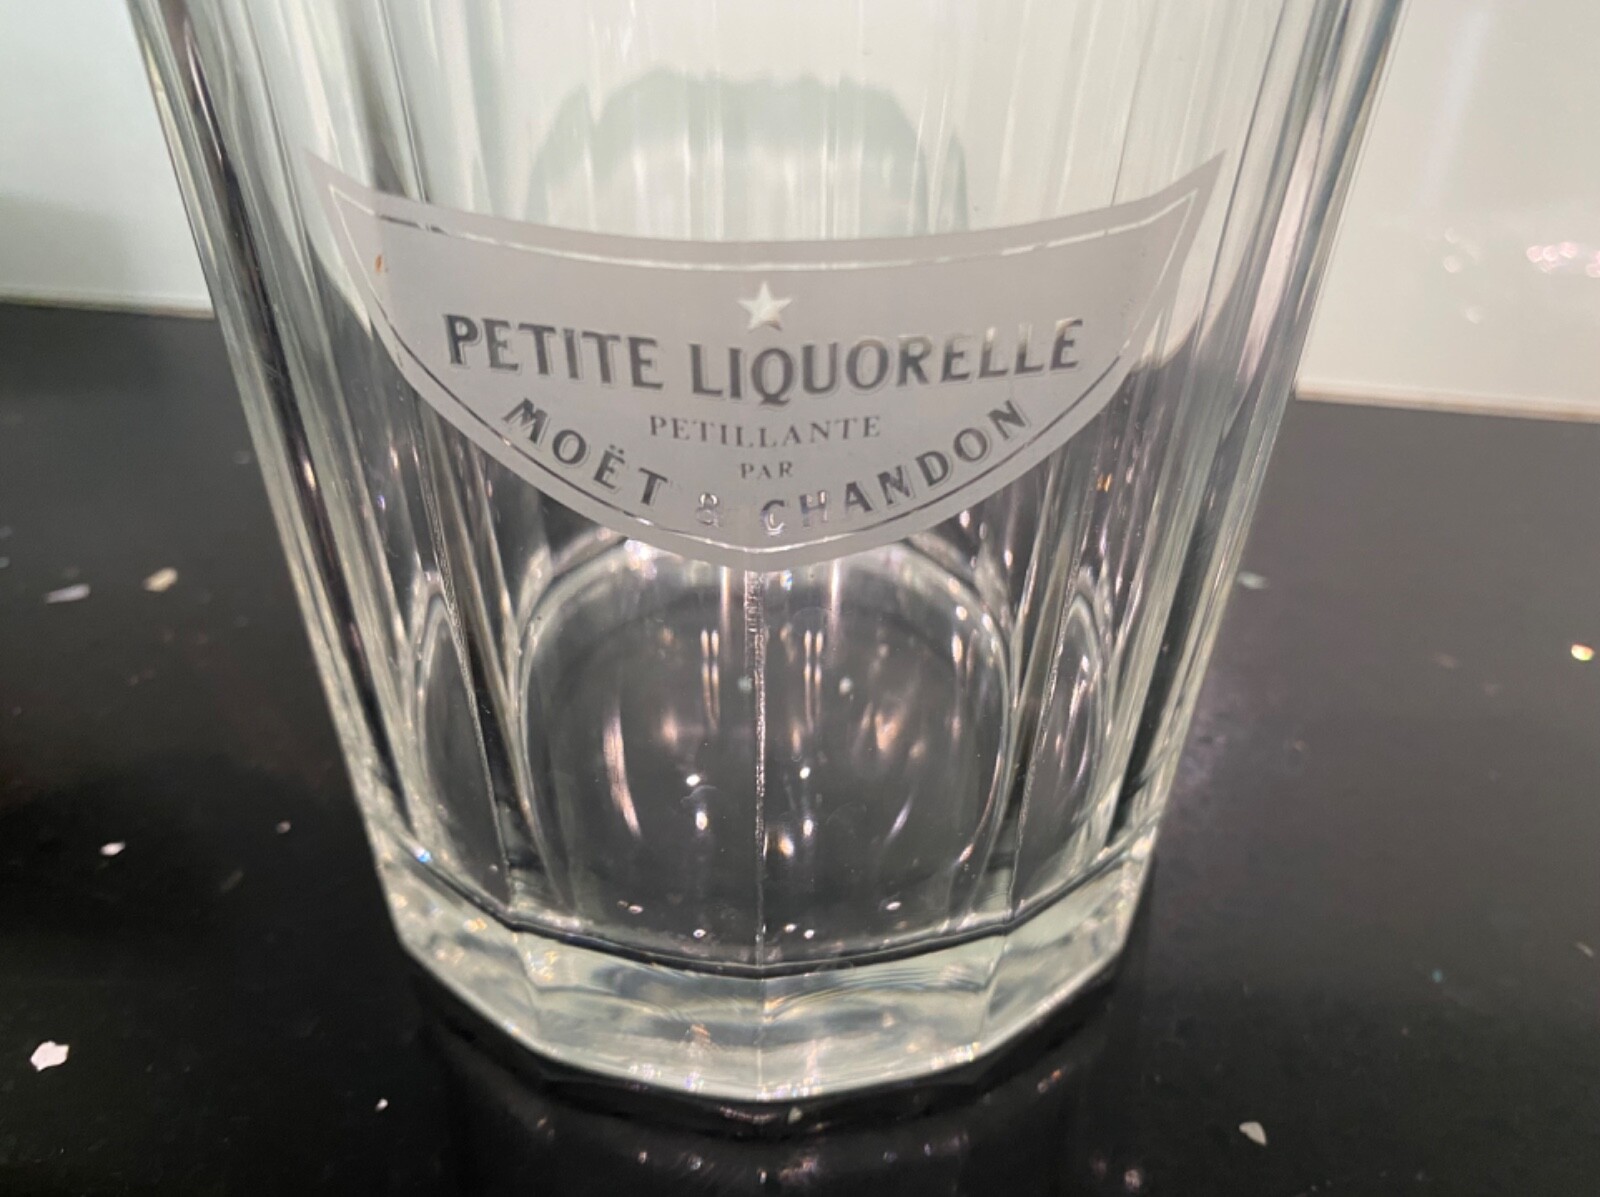 PETITE LIQUORELLE
PETILLANTE
PAR
MOËT & CHANDON